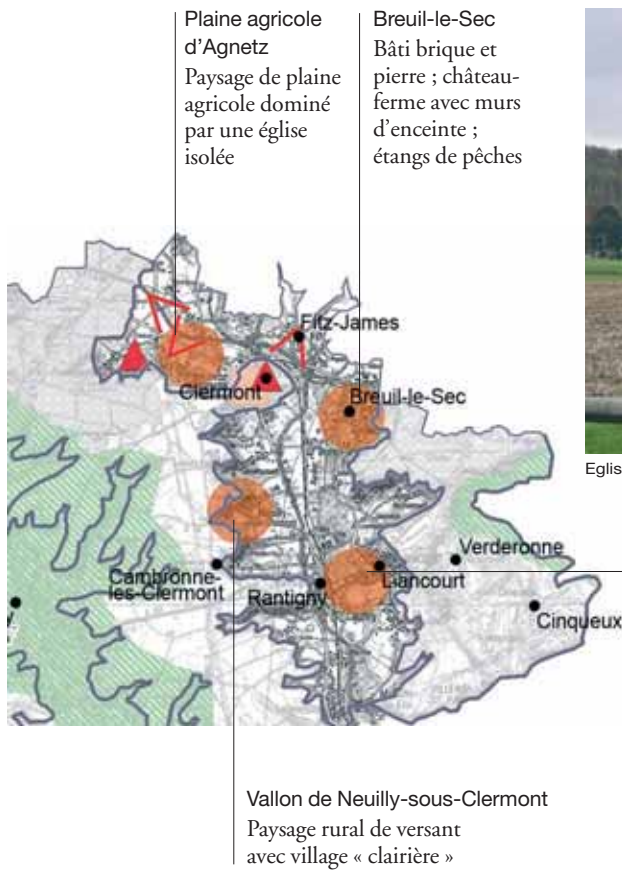 Plaine agricole
d’Agnetz
Paysage de plaine
agricole dominé
par une église
isolée
Breuil-le-Sec
Bâti brique et
pierre ; château-
ferme avec murs
d’enceinte ;
étangs de pêches
Fitz-James
Clermont
Breuil-le-Sec
Eglis
Verderonne
Cambronne-
les-Clermont
Rantigny
Liancourt
Cinqueux
Vallon de Neuilly-sous-Clermont
Paysage rural de versant
avec village « clairière »